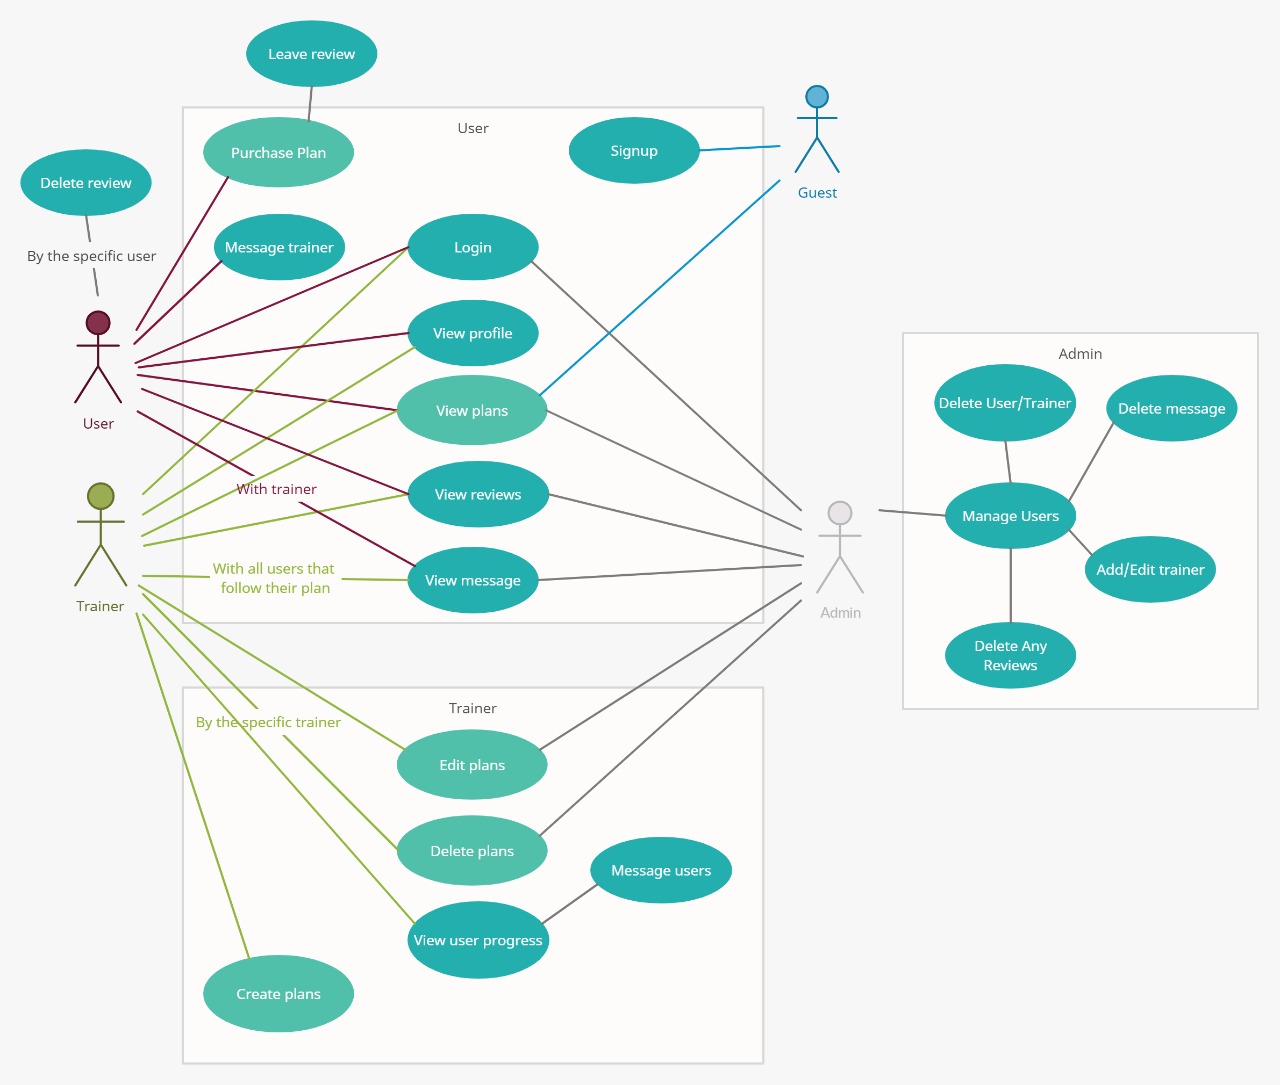 Leave review
User
Purchase Plan
Signup
Delete review
Guest
Message trainer
Login
By the specific user
View profile
Admin
Delete User/Trainer
Delete message
View plans
User
With trainer
View reviews
Manage Users
With all users that
follow their plan
View message
Add/Edit trainer
Trainer
Admin
Delete Any
Reviews
Trainer
By the specific trainer
Edit plans
Delete plans
Message users
View user progress
Create plans